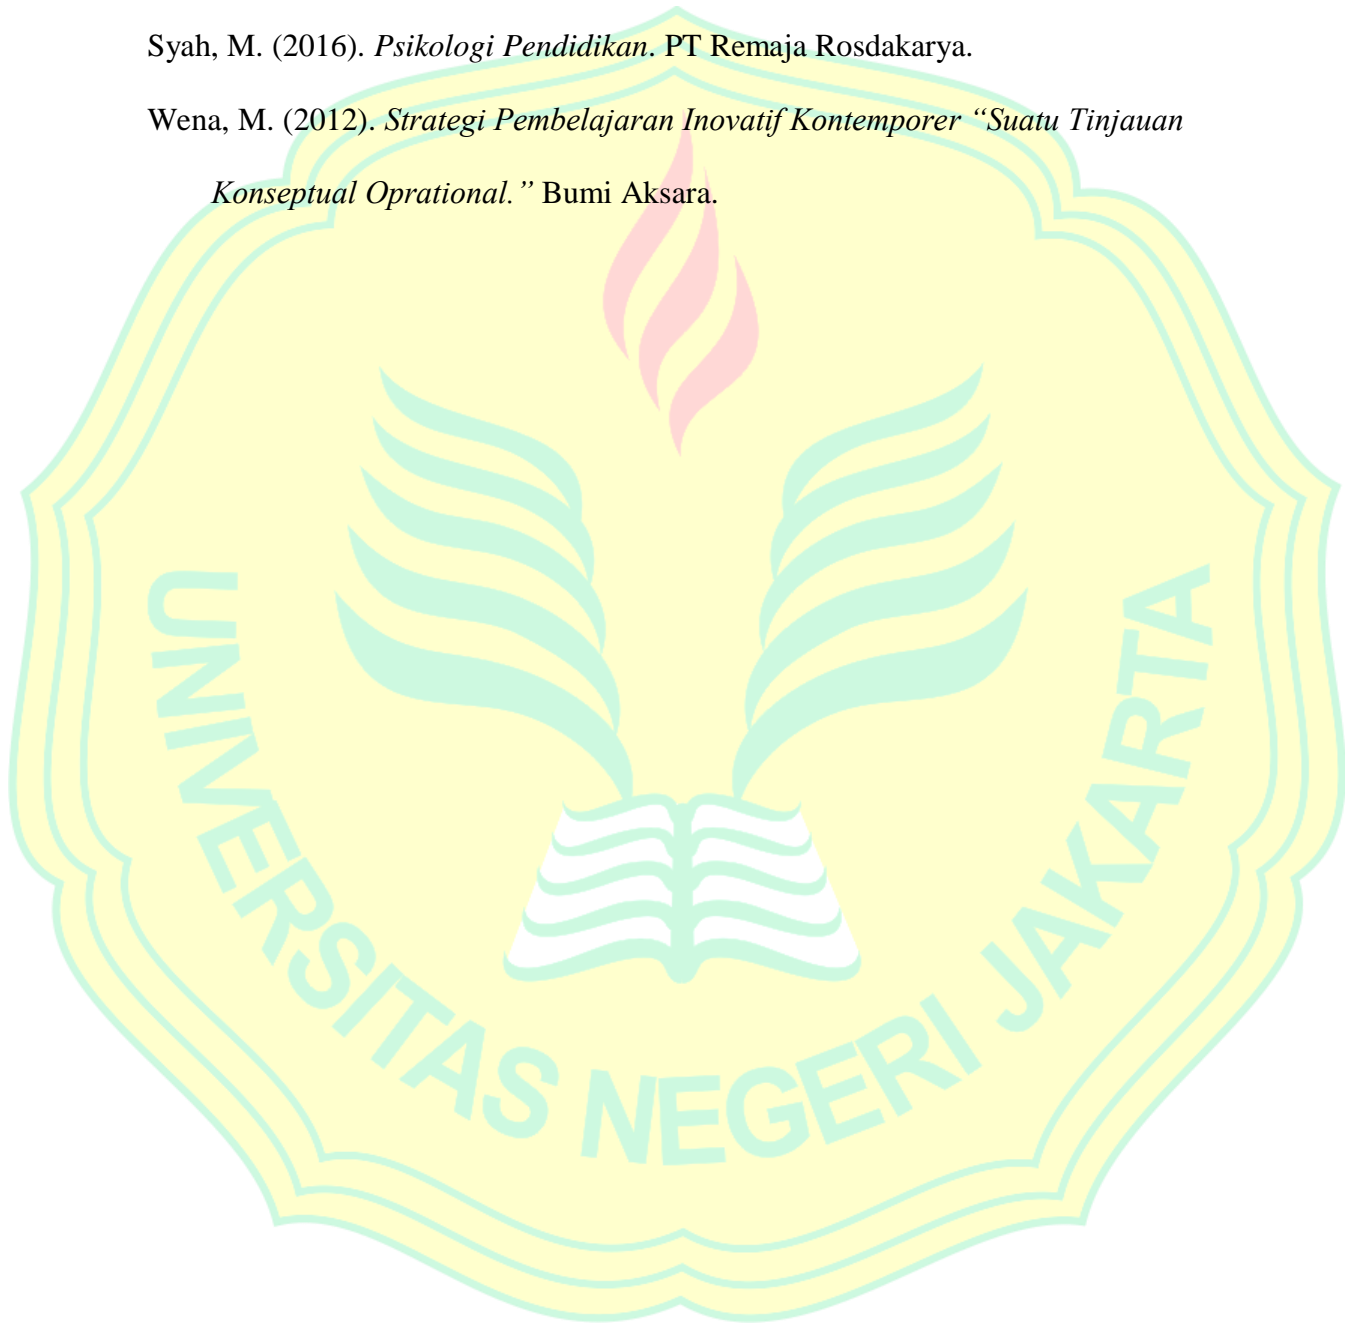 Syah, M. (2016). Psikologi Pendidikan. PT Remaja Rosdakarya.
Wena, M. (2012). Strategi Pembelajaran Inovatif Kontemporer “Suatu Tinjauan
Konseptual Oprational.” Bumi Aksara.
UNIVERSITAS NEGERI JAKARTA